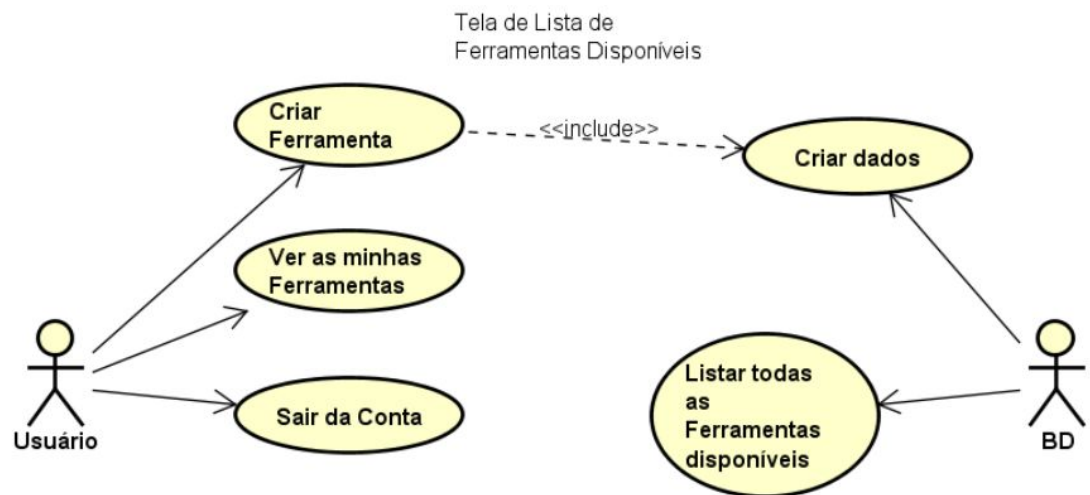 Tela de Lista de
Ferramentas Disponíveis
Criar
Ferramenta
<<include>>
Criar dados
Ver as minhas
Ferramentas
Sair da Conta
Listar todas
as
Ferramentas
disponíveis
Usuário
BD